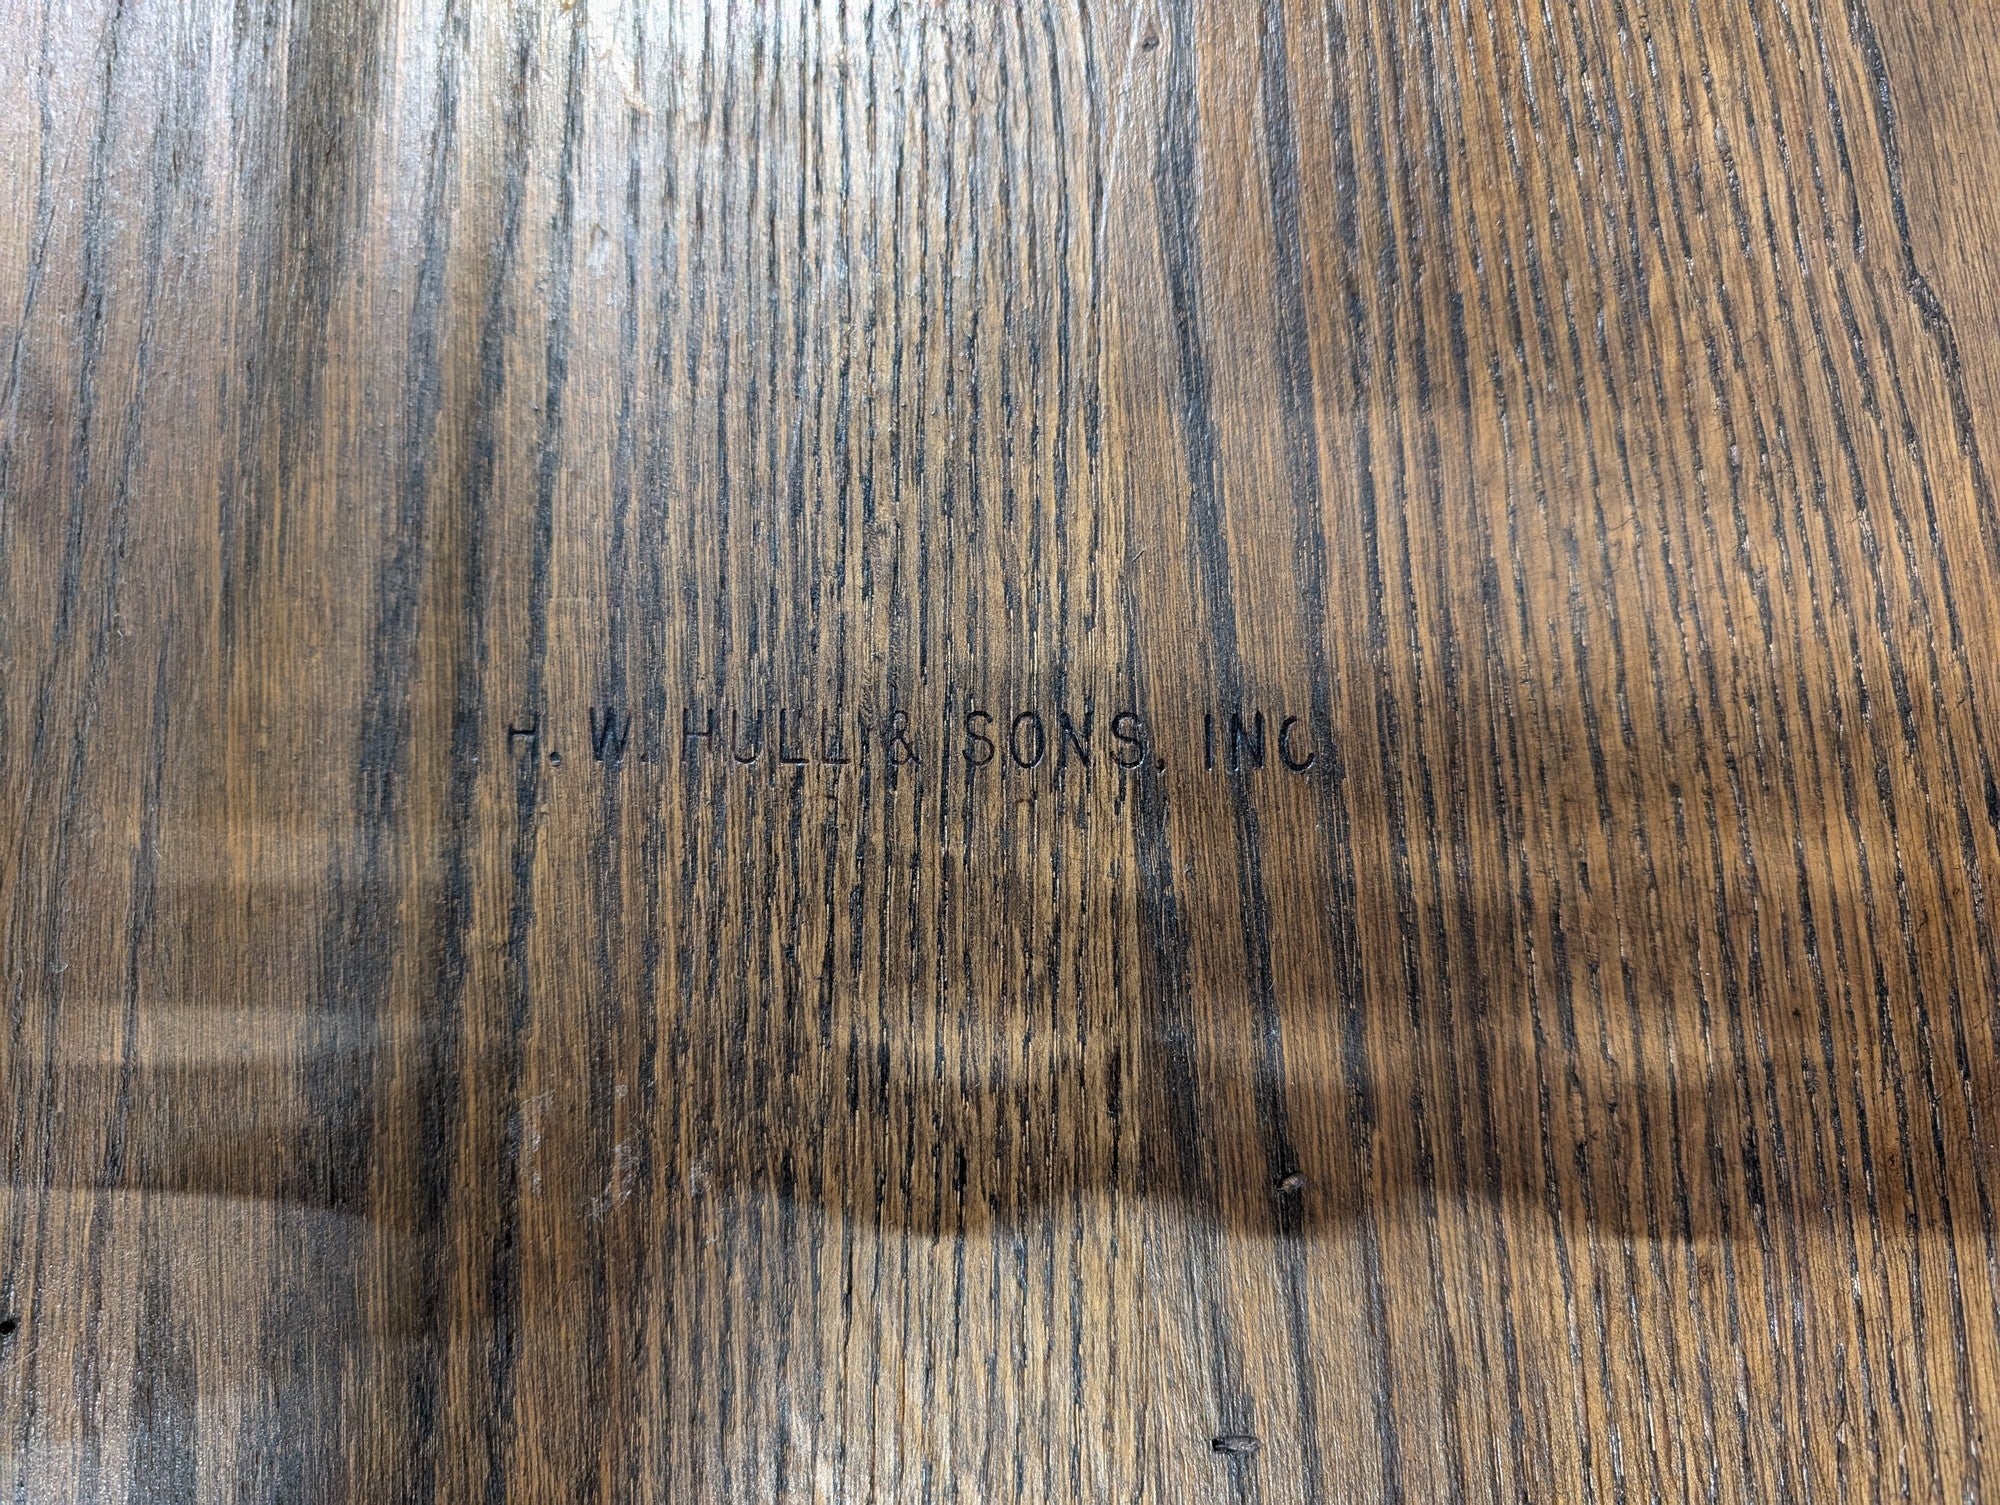 H. W. HULL & SONS, INC